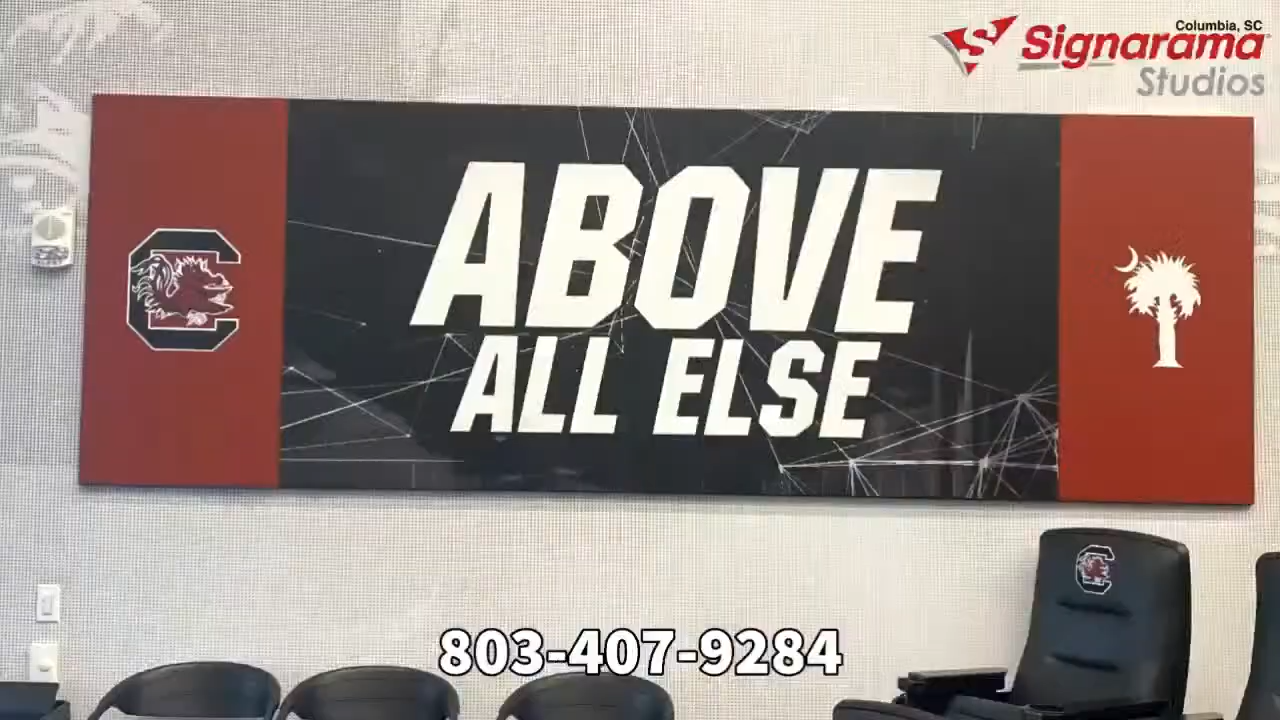 Columbia, SC
Signarama
Studios
ABOVE
ALL ELSE
803-407-9284